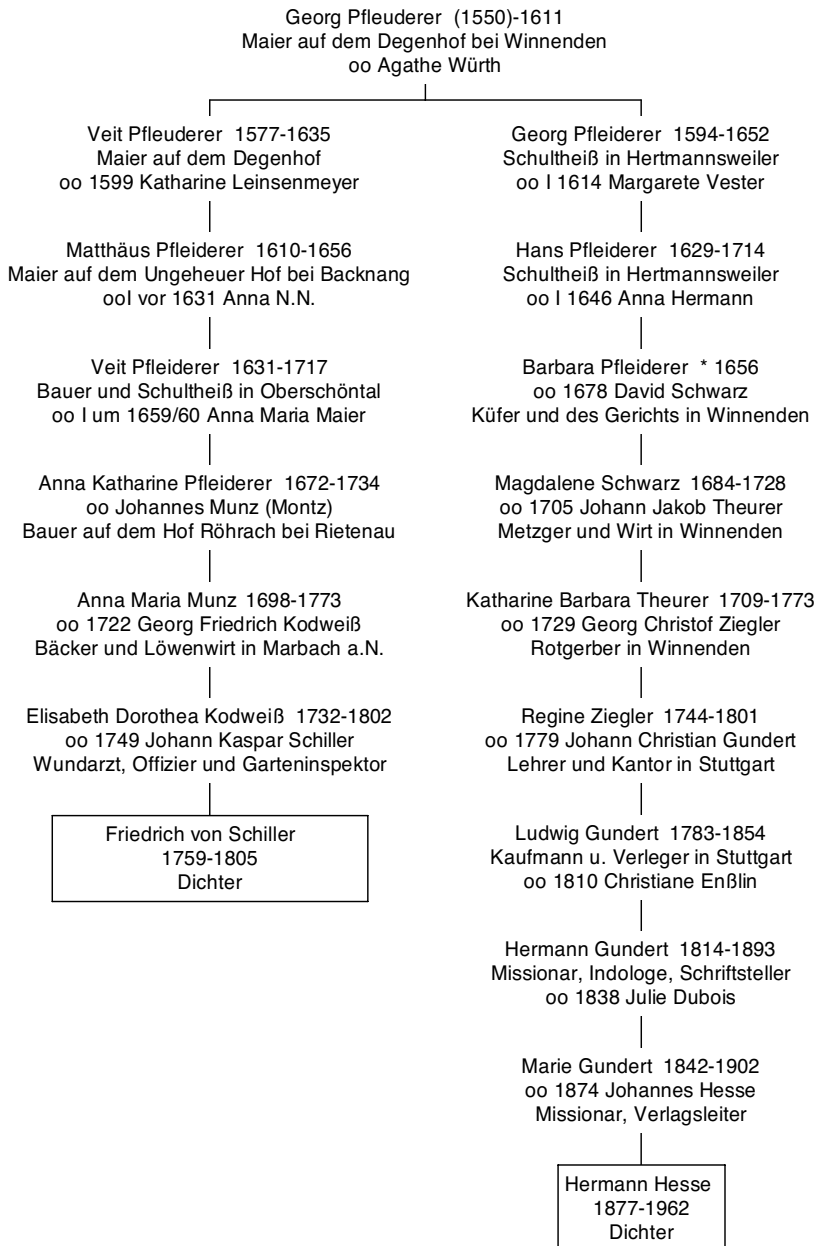 Georg Pfleuderer (1550)-1611
Maier auf dem Degenhof bei Winnenden
oo Agathe Würth
Veit Pfleuderer 1577-1635
Maier auf dem Degenhof
oo 1599 Katharine Leinsenmeyer
Matthäus Pfleiderer 1610-1656
Maier auf dem Ungeheuer Hof bei Backnang
ooI vor 1631 Anna N.N.
Veit Pfleiderer 1631-1717
Bauer und Schultheiß in Oberschöntal
oo I um 1659/60 Anna Maria Maier
Anna Katharine Pfleiderer 1672-1734
oo Johannes Munz (Montz)
Bauer auf dem Hof Röhrach bei Rietenau
Anna Maria Munz 1698-1773
oo 1722 Georg Friedrich Kodweiß
Bäcker und Löwenwirt in Marbach a.N.
Elisabeth Dorothea Kodweiß 1732-1802
oo 1749 Johann Kaspar Schiller
Wundarzt, Offizier und Garteninspektor
Friedrich von Schiller
1759-1805
Dichter
Georg Pfleiderer 1594-1652
Schultheiß in Hertmannsweiler
oo I 1614 Margarete Vester
Hans Pfleiderer 1629-1714
Schultheiß in Hertmannsweiler
oo I 1646 Anna Hermann
Barbara Pfleiderer * 1656
oo 1678 David Schwarz
Küfer und des Gerichts in Winnenden
Magdalene Schwarz 1684-1728
oo 1705 Johann Jakob Theurer
Metzger und Wirt in Winnenden
Katharine Barbara Theurer 1709-1773
oo 1729 Georg Christof Ziegler
Rotgerber in Winnenden
Regine Ziegler 1744-1801
oo 1779 Johann Christian Gundert
Lehrer und Kantor in Stuttgart
Ludwig Gundert 1783-1854
Kaufmann u. Verleger in Stuttgart
oo 1810 Christiane Enßlin
Hermann Gundert 1814-1893
Missionar, Indologe, Schriftsteller
oo 1838 Julie Dubois
Marie Gundert 1842-1902
oo 1874 Johannes Hesse
Missionar, Verlagsleiter
Hermann Hesse
1877-1962
Dichter